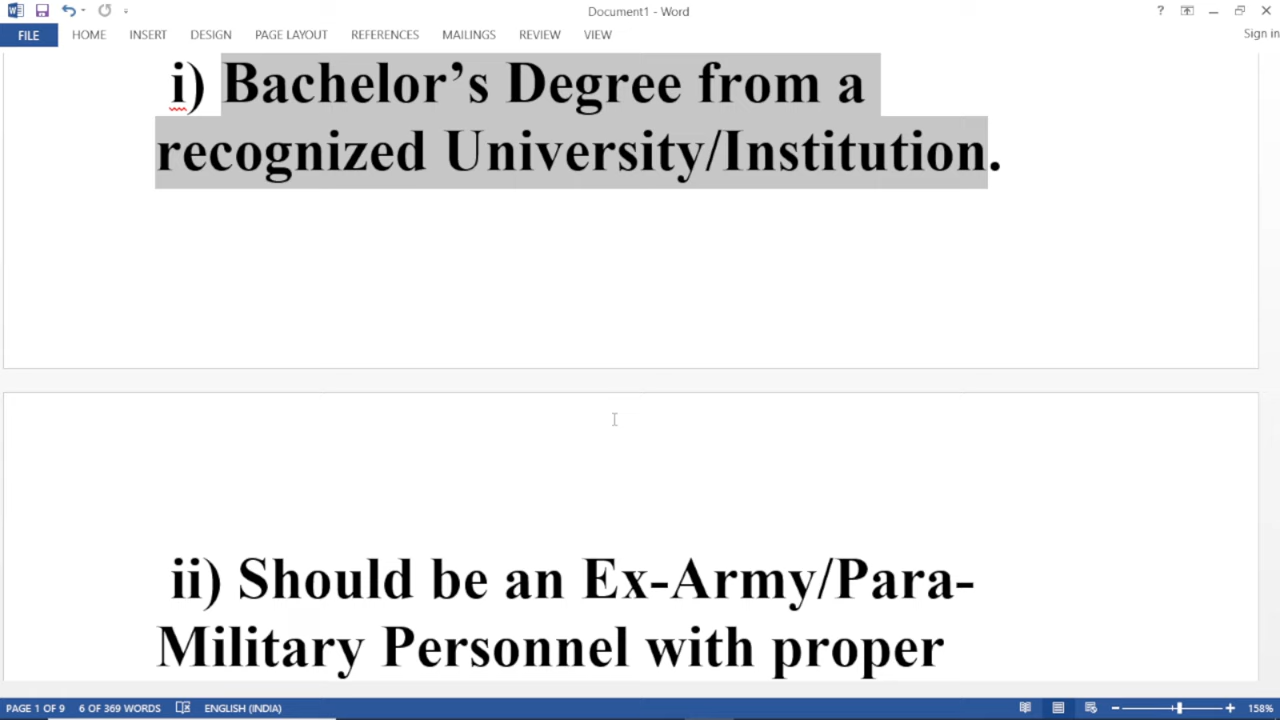 Document1 - Word
?
Sign in
FILE HOME INSERT DESIGN PAGE LAYOUT REFERENCES MAILINGS REVIEW VIEW
i) Bachelor’s Degree from a
recognized University/Institution.
ii) Should be an Ex-Army/Para-
Military Personnel with proper
PAGE 1 OF 9 6 OF 369 WORDS ENGLISH (INDIA) 158%